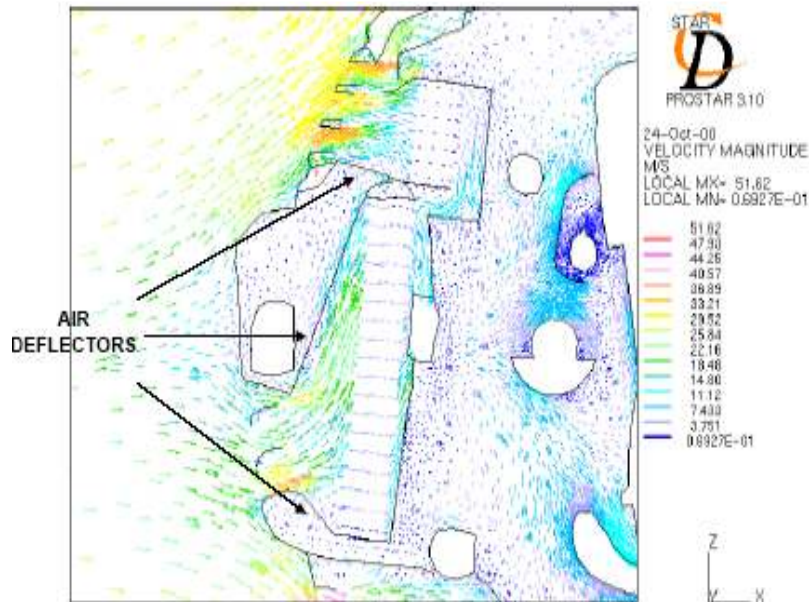 STAR
CD
PROSTAR 3.10
24-Oct-00
VELOCITY MAGNITUDE
M/S
LOCAL MX= 51.62
LOCAL MN= 0.6927E-01
51.62
47.93
44.25
40.57
36.89
33.21
29.52
25.84
22.16
18.48
14.80
11.12
7.433
3.751
0.6927E-01
AIR
DEFLECTORS
Z
Y
X